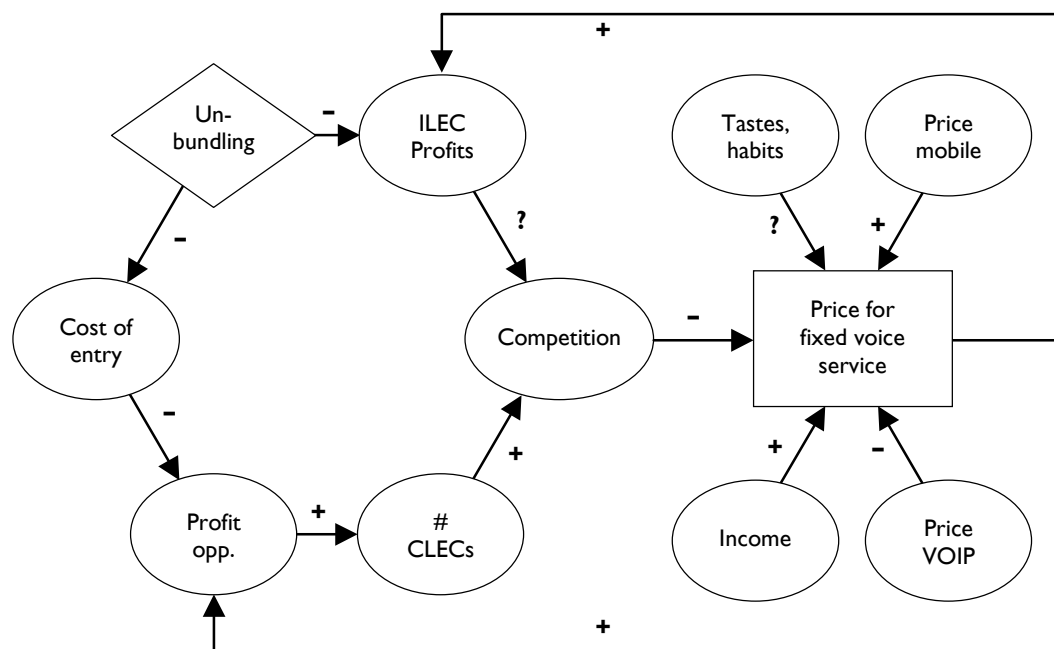 +
Un-
bundling
-
ILEC
Profits
Tastes,
habits
Price
mobile
-
?
?
+
Cost of
entry
Competition
-
Price for
fixed voice
service
-
+
+
-
Profit
opp.
+
#
CLECs
Income
Price
VOIP
+